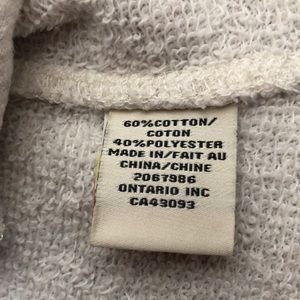 60%COTTON/
COTON
40%POLYESTER
MADE IN/FAIT AU
CHINA/CHINE
2067986
ONTARIO INC
CA43093